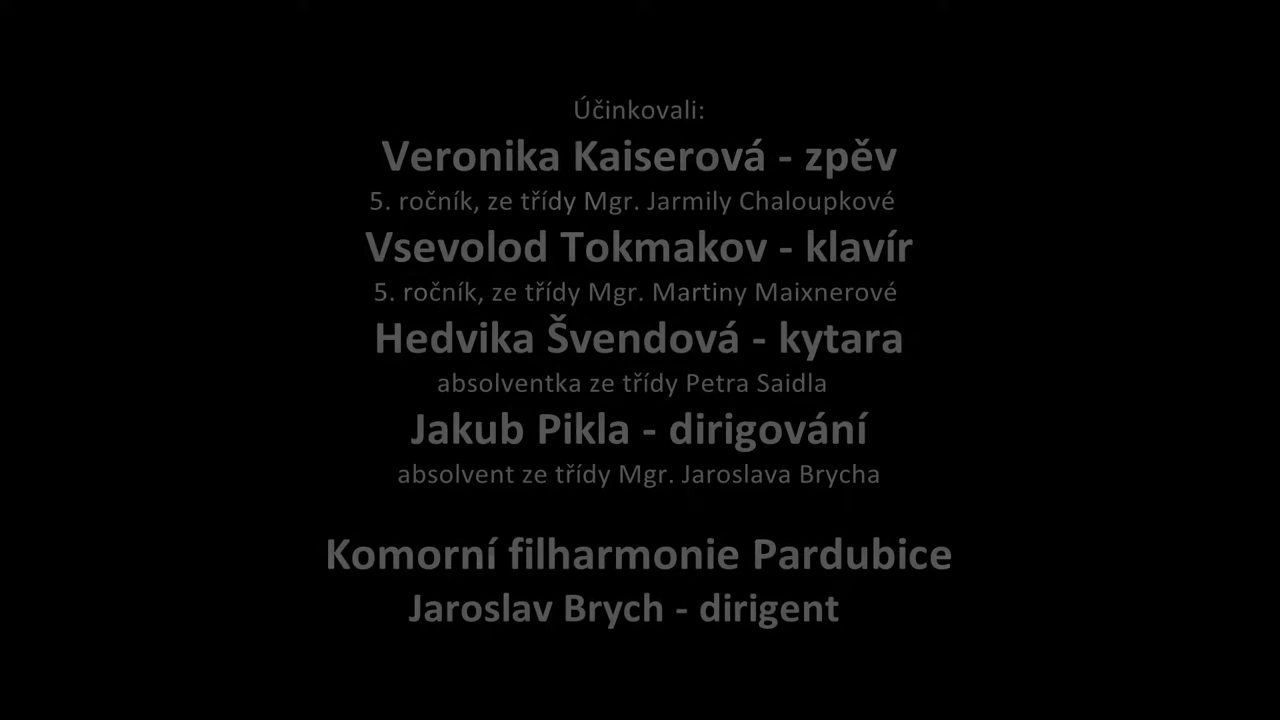 Účinkovali:
Veronika Kaiserová - zpěv
5. ročník, ze třídy Mgr. Jarmily Chaloupkové
Vsevolod Tokmakov - klavír
5. ročník, ze třídy Mgr. Martiny Maixnerové
Hedvika Švendová - kytara
absolventka ze třídy Petra Saidla
Jakub Pikla - dirigování
absolvent ze třídy Mgr. Jaroslava Brycha
Komorní filharmonie Pardubice
Jaroslav Brych - dirigent